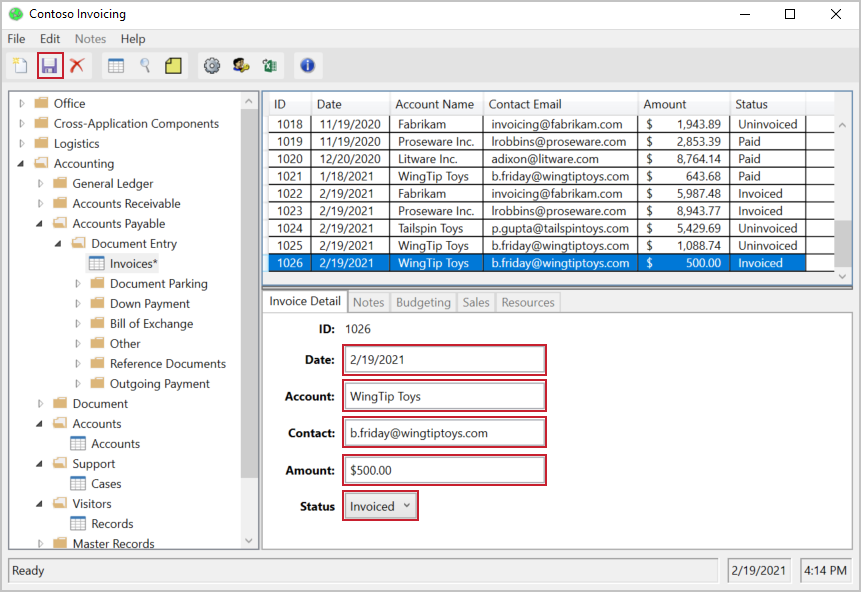 Contoso Invoicing
File Edit Notes Help
Office
Cross-Application Components
Logistics
Accounting
General Ledger
Accounts Receivable
Accounts Payable
Document Entry
Invoices*
Document Parking
Down Payment
Bill of Exchange
Other
Reference Documents
Outgoing Payment
Document
Accounts
Accounts
Support
Cases
Visitors
Records
Master Records
ID Date Account Name Contact Email Amount Status
1018 11/19/2020 Fabrikam invoicing@fabrikam.com $ 1,943.89 Uninvoiced
1019 11/19/2020 Proseware Inc. lrobbins@proseware.com $ 2,853.39 Paid
1020 12/20/2020 Litware Inc. adixon@litware.com $ 8,764.14 Paid
1021 1/18/2021 WingTip Toys b.friday@wingtiptoys.com $ 643.68 Paid
1022 2/19/2021 Fabrikam invoicing@fabrikam.com $ 5,987.48 Invoiced
1023 2/19/2021 Proseware Inc. lrobbins@proseware.com $ 8,943.77 Invoiced
1024 2/19/2021 Tailspin Toys p.gupta@tailspintoys.com $ 5,429.69 Uninvoiced
1025 2/19/2021 WingTip Toys b.friday@wingtiptoys.com $ 1,088.74 Uninvoiced
1026 2/19/2021 WingTip Toys b.friday@wingtiptoys.com $ 500.00 Invoiced
Invoice Detail Notes Budgeting Sales Resources
ID: 1026
Date: 2/19/2021
Account: WingTip Toys
Contact: b.friday@wingtiptoys.com
Amount: $500.00
Status Invoiced
Ready 2/19/2021 4:14 PM